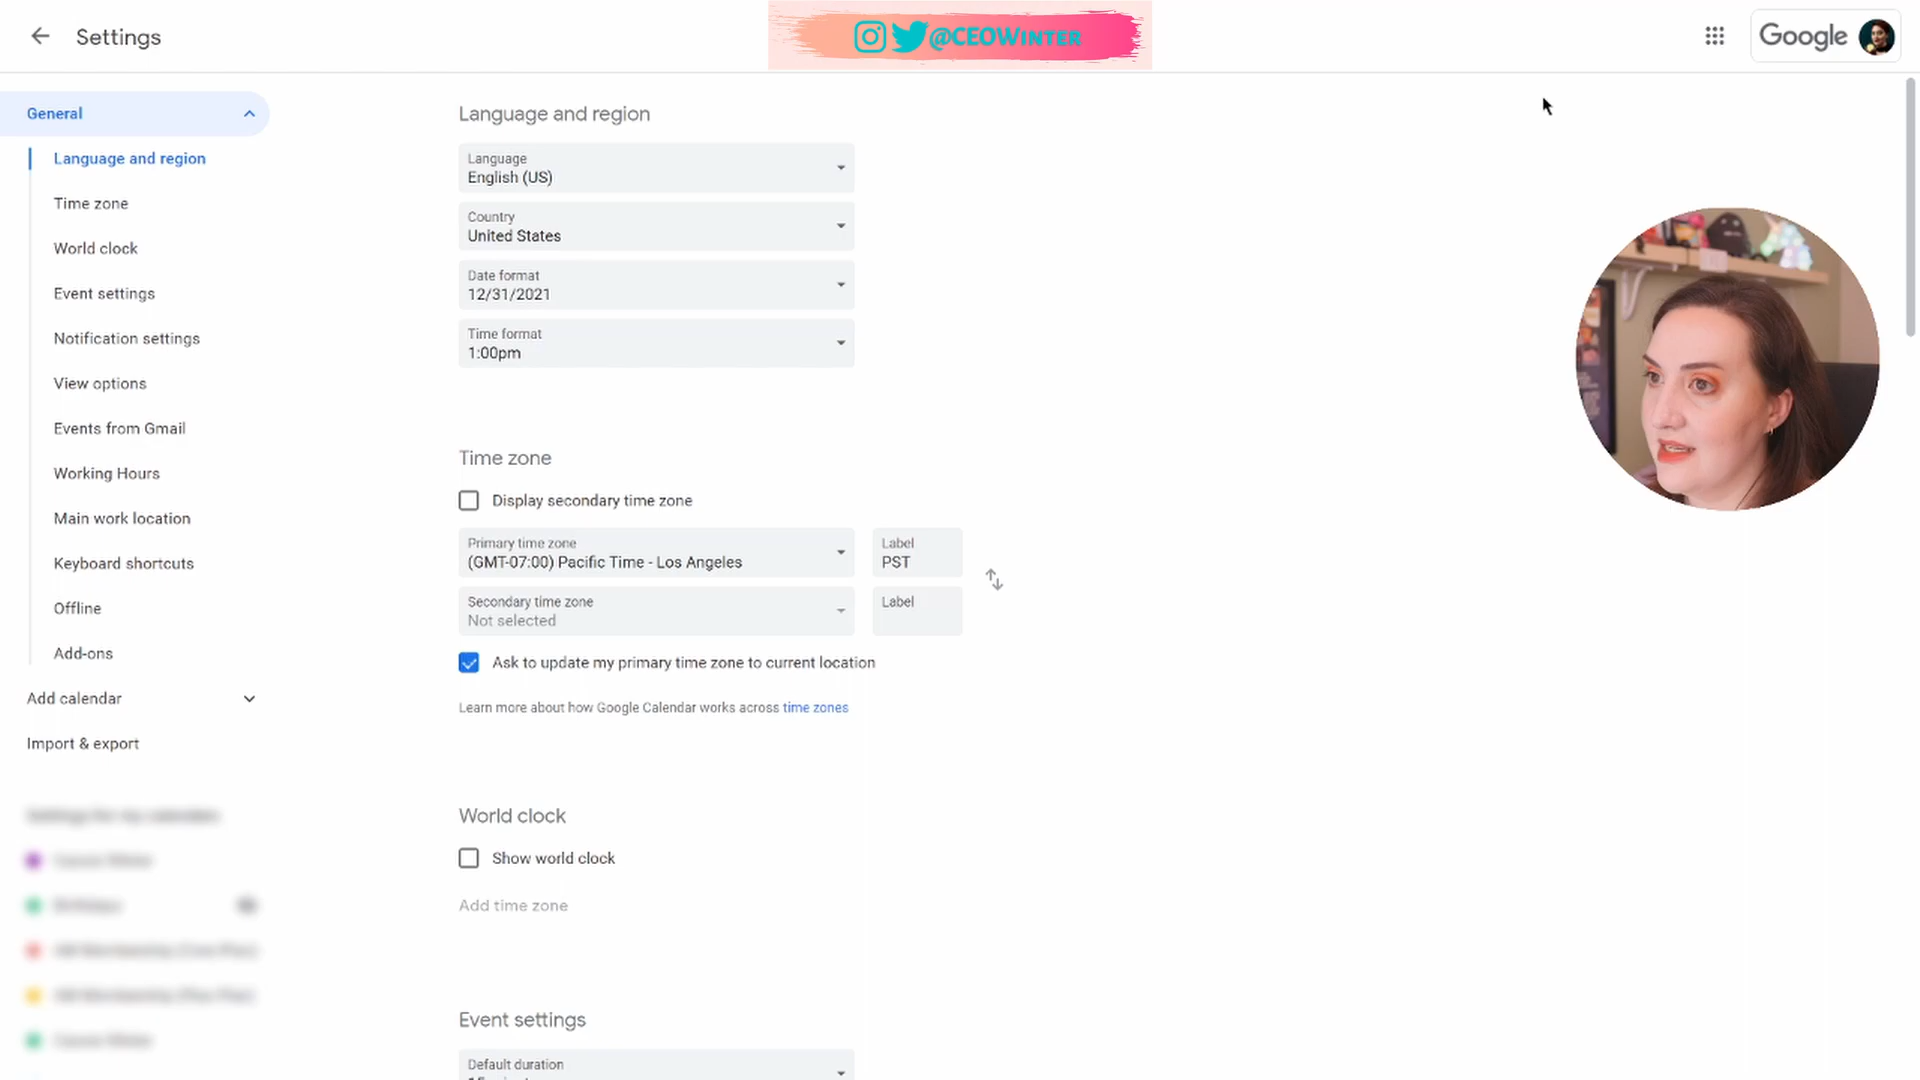 Settings
@CEOWinter
Google
General
Language and region
Time zone
World clock
Event settings
Notification settings
View options
Events from Gmail
Working Hours
Main work location
Keyboard shortcuts
Offline
Add-ons
Add calendar
Import & export
Language and region
Language
English (US)
Country
United States
Date format
12/31/2021
Time format
1:00pm
Time zone
Display secondary time zone
Primary time zone
(GMT-07:00) Pacific Time - Los Angeles
Label
PST
Secondary time zone
Not selected
Label
Ask to update my primary time zone to current location
Learn more about how Google Calendar works across time zones
World clock
Show world clock
Add time zone
Event settings
Default duration